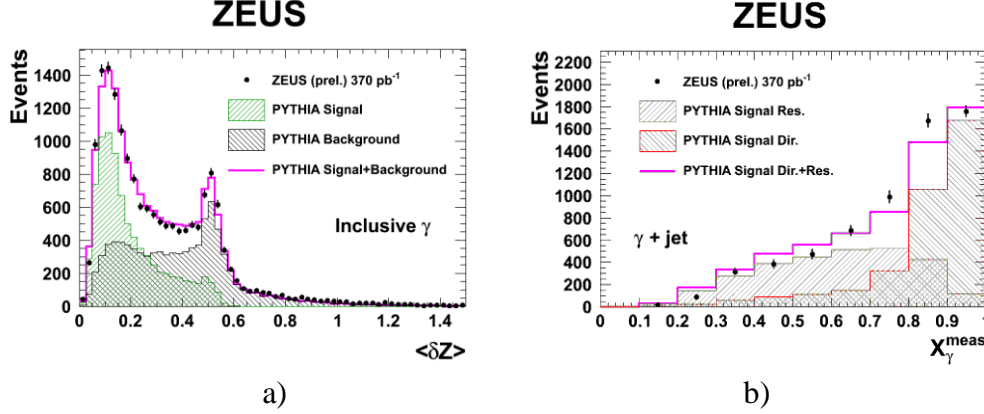 ZEUS
Events
1400
1200
1000
800
600
400
200
0
ZEUS (prel.) 370 pb-1
PYTHIA Signal
PYTHIA Background
PYTHIA Signal+Background
Inclusive γ
0 0.2 0.4 0.6 0.8 1 1.2 1.4
<δZ>
a)
ZEUS
Events
2200
2000
1800
1600
1400
1200
1000
800
600
400
200
0
ZEUS (prel.) 370 pb-1
PYTHIA Signal Res.
PYTHIA Signal Dir.
PYTHIA Signal Dir.+Res.
γ + jet
0 0.1 0.2 0.3 0.4 0.5 0.6 0.7 0.8 0.9 1
Xγmeas
b)